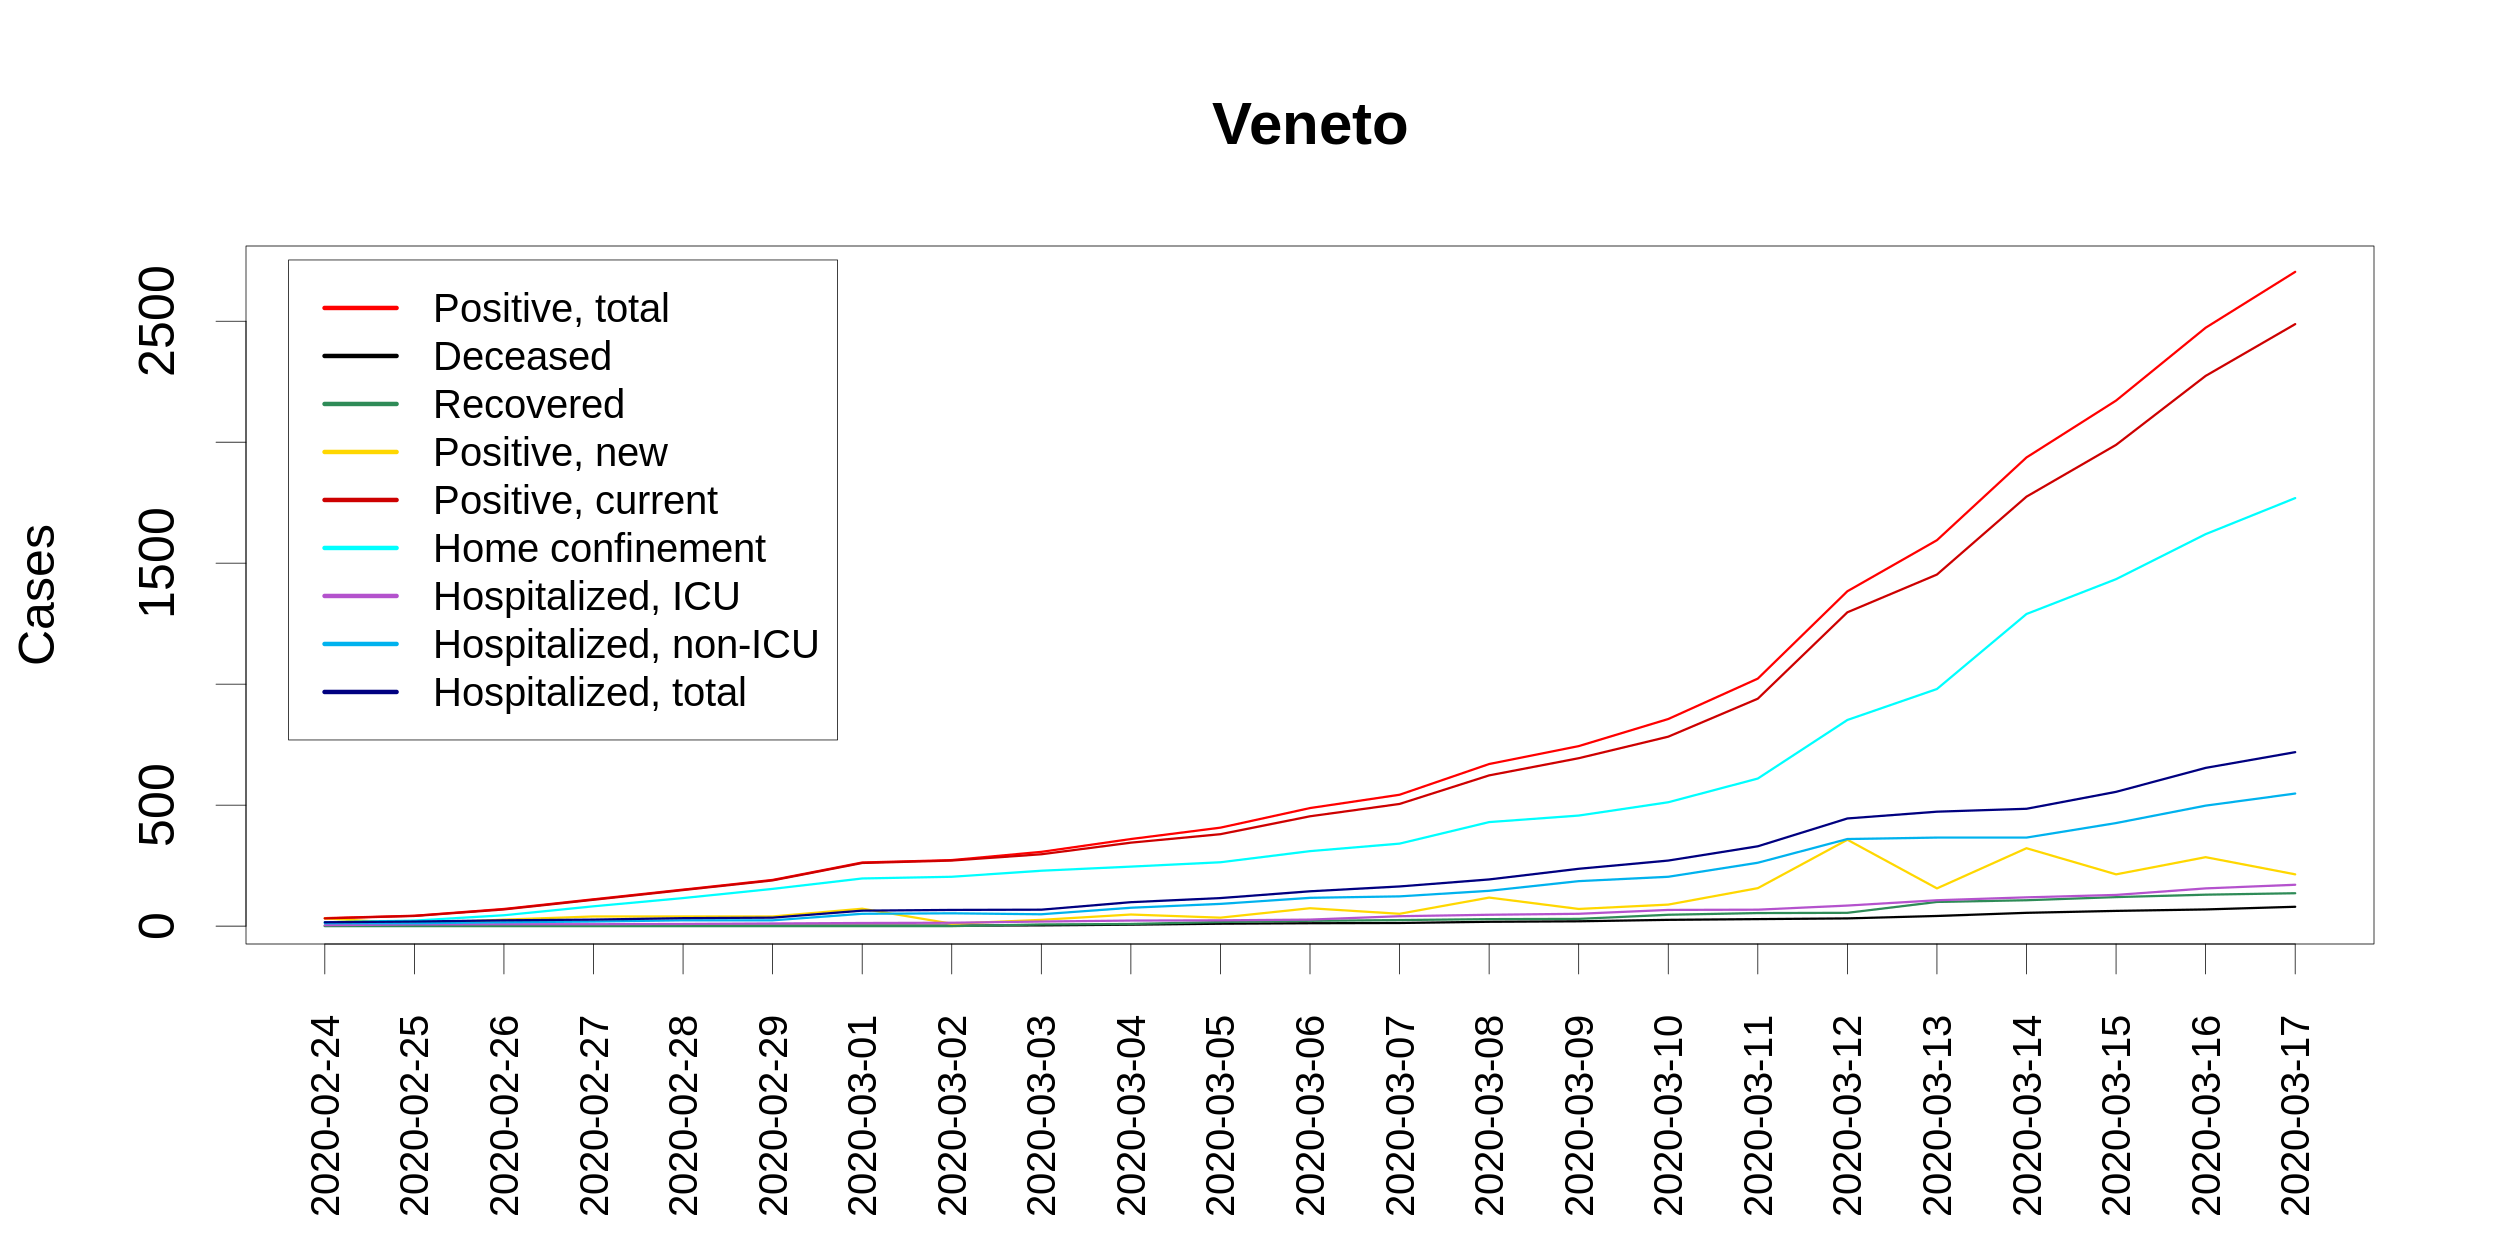 Veneto
Cases
2500
1500
500
0
Positive, total
Deceased
Recovered
Positive, new
Positive, current
Home confinement
Hospitalized, ICU
Hospitalized, non-ICU
Hospitalized, total
2020-02-24
2020-02-25
2020-02-26
2020-02-27
2020-02-28
2020-02-29
2020-03-01
2020-03-02
2020-03-03
2020-03-04
2020-03-05
2020-03-06
2020-03-07
2020-03-08
2020-03-09
2020-03-10
2020-03-11
2020-03-12
2020-03-13
2020-03-14
2020-03-15
2020-03-16
2020-03-17